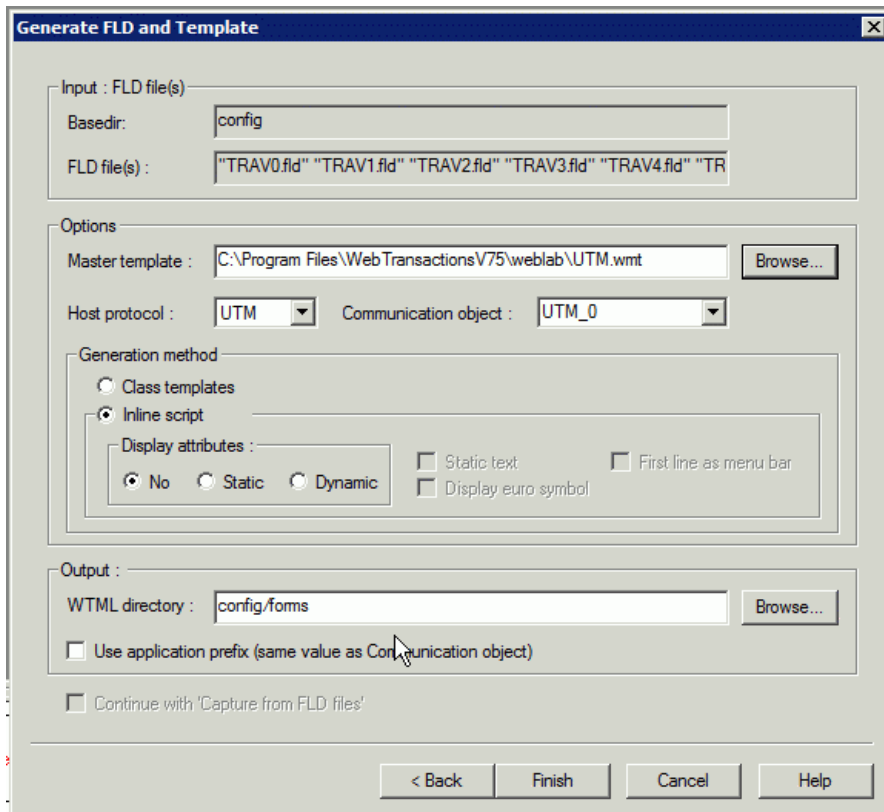 Generate FLD and Template
Input : FLD file(s)
Basedir: config
FLD file(s) : "TRAV0.fld" "TRAV1.fld" "TRAV2.fld" "TRAV3.fld" "TRAV4.fld" "TR
Options
Master template : C:\Program Files\WebTransactionsV75\weblab\UTM.wmt Browse...
Host protocol : UTM Communication object : UTM_0
Generation method
Class templates
Inline script
Display attributes :
Static text First line as menu bar
No Static Dynamic
Display euro symbol
Output :
WTML directory : config/forms Browse...
Use application prefix (same value as Communication object)
Continue with 'Capture from FLD files'
< Back Finish Cancel Help